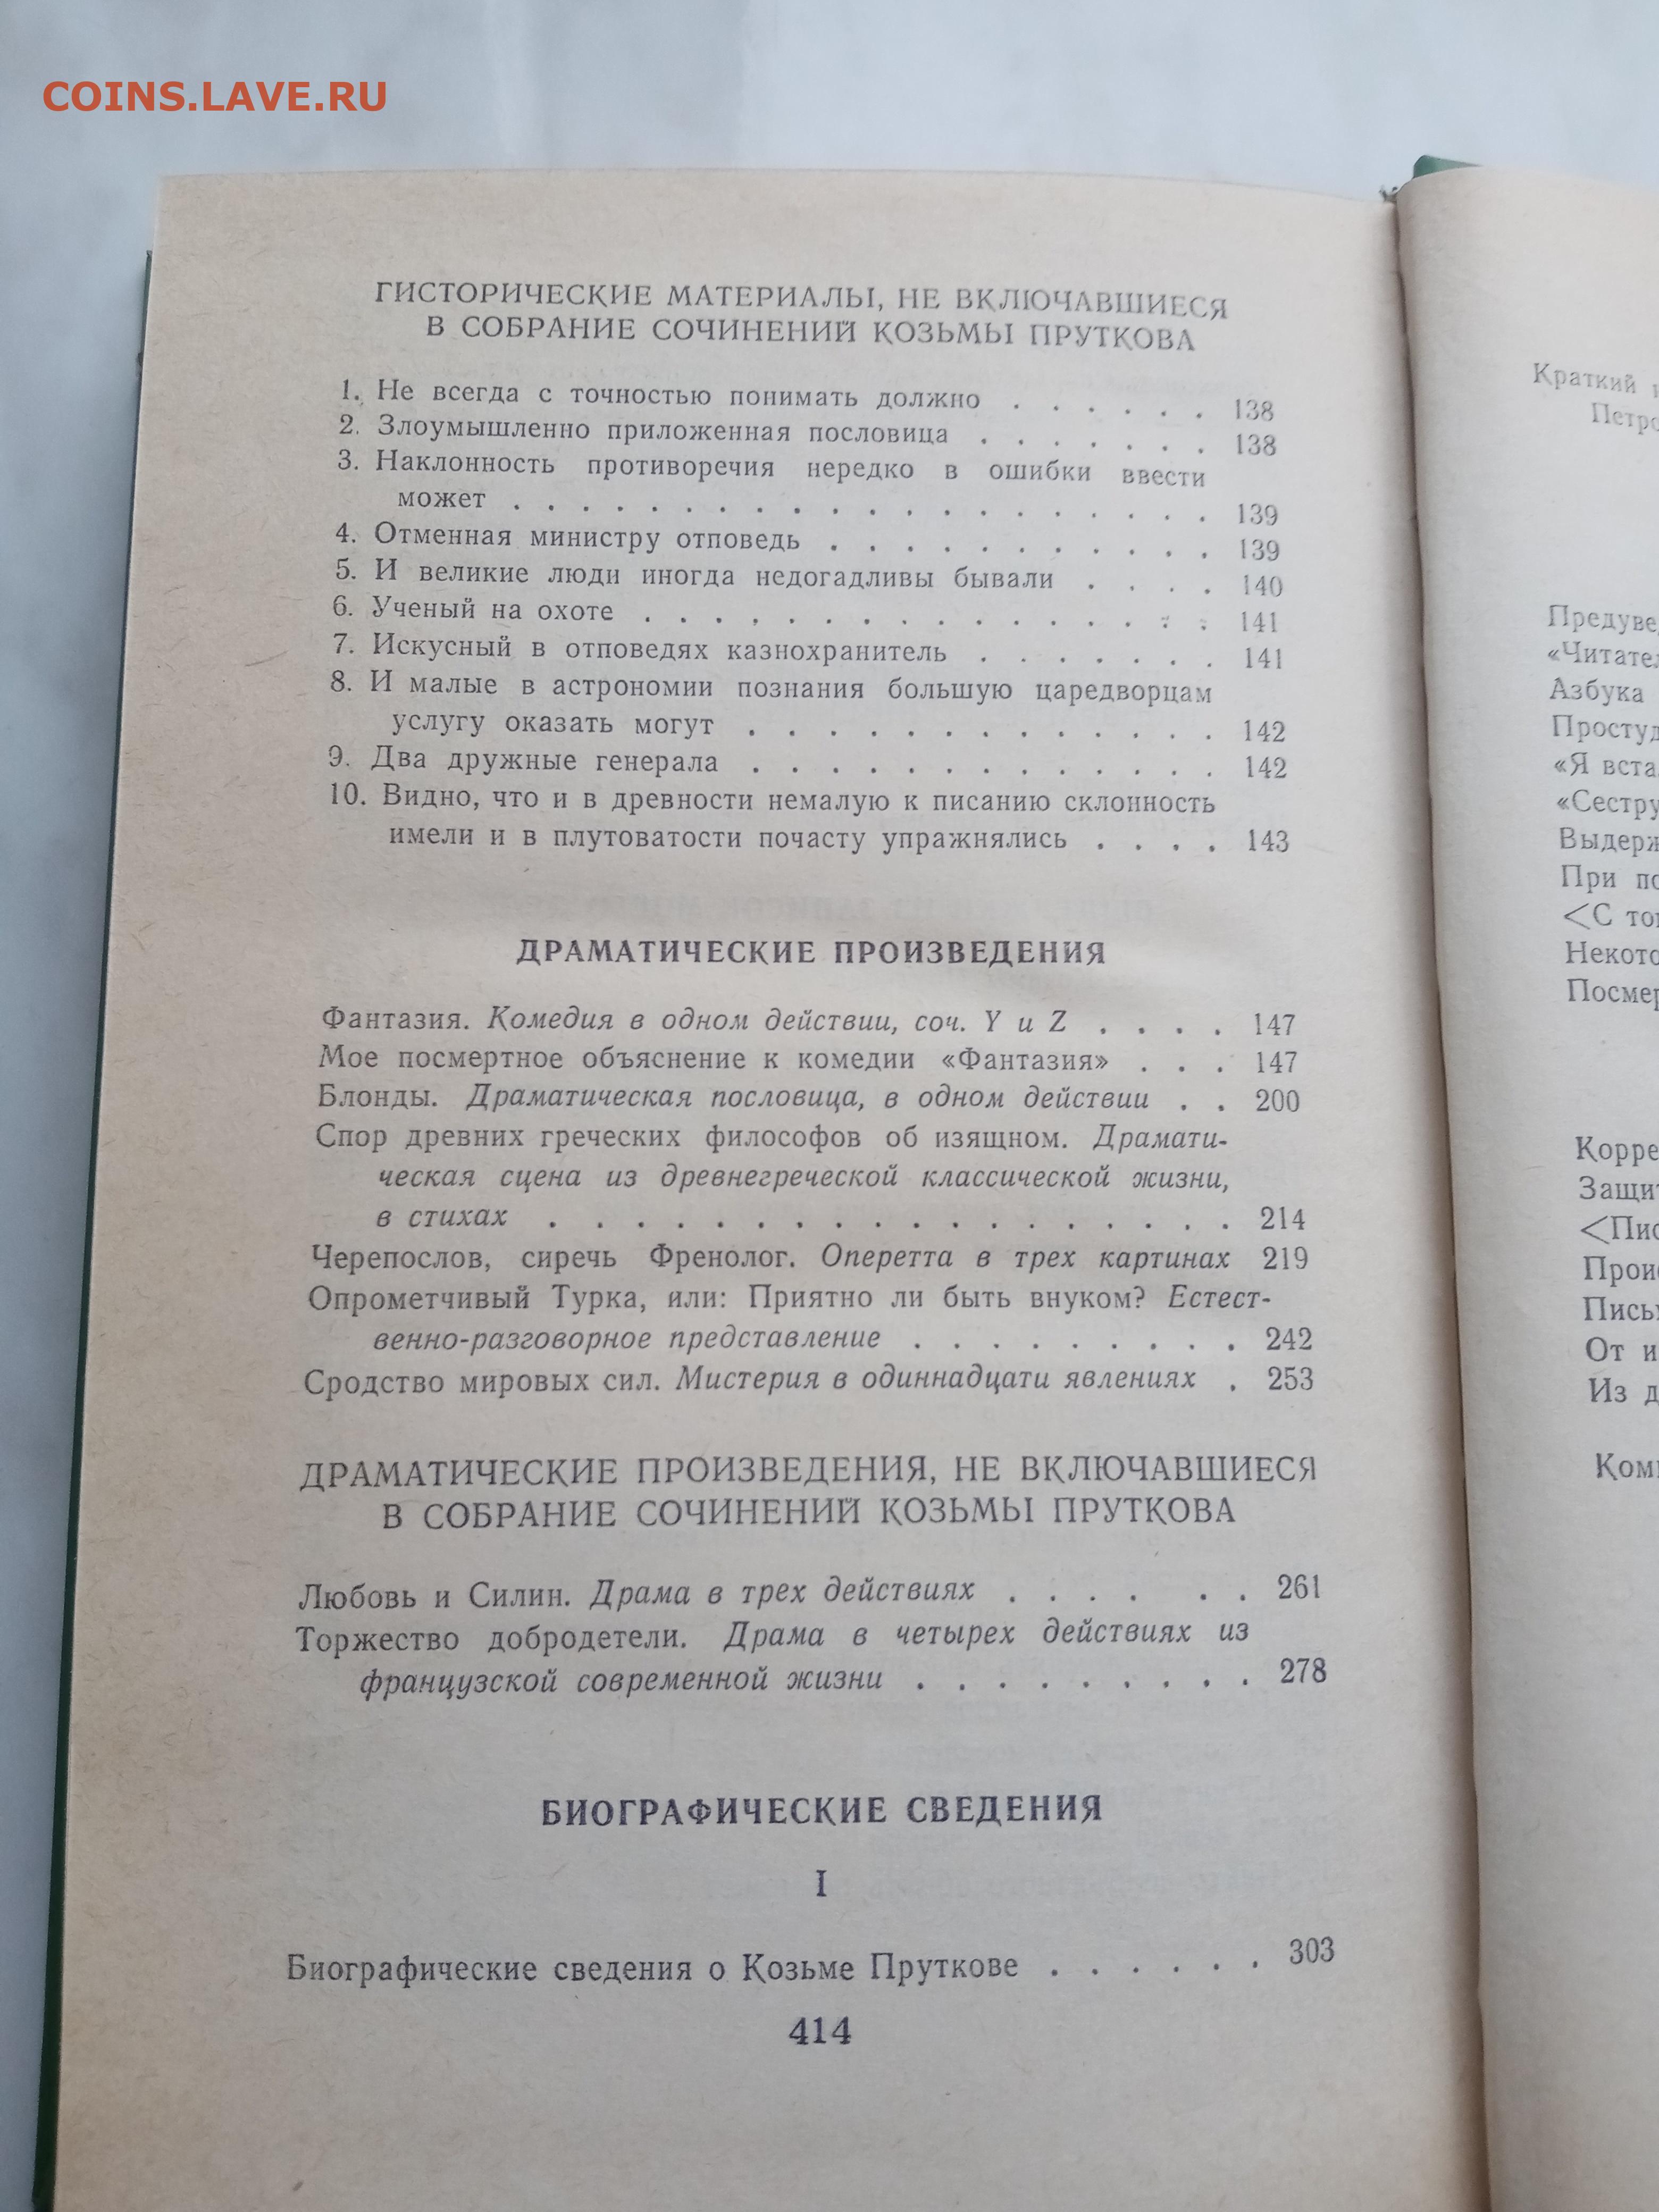 COINS.LAVE.RU
ГИСТОРИЧЕСКИЕ МАТЕРИАЛЫ, НЕ ВКЛЮЧАВШИЕСЯ
В СОБРАНИЕ СОЧИНЕНИЙ КОЗЬМЫ ПРУТКОВА
1. Не всегда с точностью понимать должно . . . . . . 138
2. Злоумышленно приложенная пословица . . . . . . . 138
3. Наклонность противоречия нередко в ошибки ввести
может . . . . . . . . . . . . . . . . . . . 139
4. Отменная министру отповедь . . . . . . . . . . . 139
5. И великие люди иногда недогадливы бывали . . . . 140
6. Ученый на охоте . . . . . . . . . . . . . . . . 141
7. Искусный в отповедях казнохранитель . . . . . . . 141
8. И малые в астрономии познания большую царедворцам
услугу оказать могут . . . . . . . . . . . . . 142
9. Два дружные генерала . . . . . . . . . . . . . 142
10. Видно, что и в древности немалую к писанию склонность
имели и в плутоватости почасту упражнялись . . . . 143
ДРАМАТИЧЕСКИЕ ПРОИЗВЕДЕНИЯ
Фантазия. Комедия в одном действии, соч. Y и Z . . . . 147
Мое посмертное объяснение к комедии «Фантазия» . . . 147
Блонды. Драматическая пословица, в одном действии . . 200
Спор древних греческих философов об изящном. Драмати-
ческая сцена из древнегреческой классической жизни,
в стихах . . . . . . . . . . . . . . . . . . 214
Черепослов, сиречь Френолог. Оперетта в трех картинах 219
Опрометчивый Турка, или: Приятно ли быть внуком? Естест-
венно-разговорное представление . . . . . . . . . 242
Сродство мировых сил. Мистерия в одиннадцати явлениях . 253
ДРАМАТИЧЕСКИЕ ПРОИЗВЕДЕНИЯ, НЕ ВКЛЮЧАВШИЕСЯ
В СОБРАНИЕ СОЧИНЕНИЙ КОЗЬМЫ ПРУТКОВА
Любовь и Силин. Драма в трех действиях . . . . . . 261
Торжество добродетели. Драма в четырех действиях из
французской современной жизни . . . . . . . . . 278
БИОГРАФИЧЕСКИЕ СВЕДЕНИЯ
I
Биографические сведения о Козьме Пруткове . . . . . . 303
414
Краткий
Азбука
При
<С
От и
Из